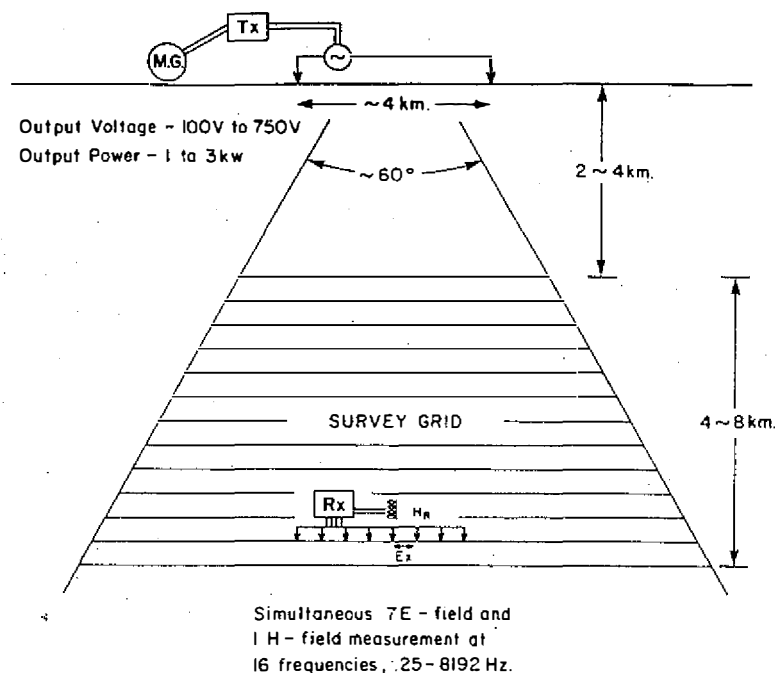 M.G.
Tx
~
~4 km.
Output Voltage ~ 100V to 750V
Output Power - 1 to 3kw
~60°
2 ~ 4 km.
SURVEY GRID
4 ~ 8 km.
Rx
HR
Ex
Simultaneous 7E - field and
1 H - field measurement at
16 frequencies, .25 - 8192 Hz.